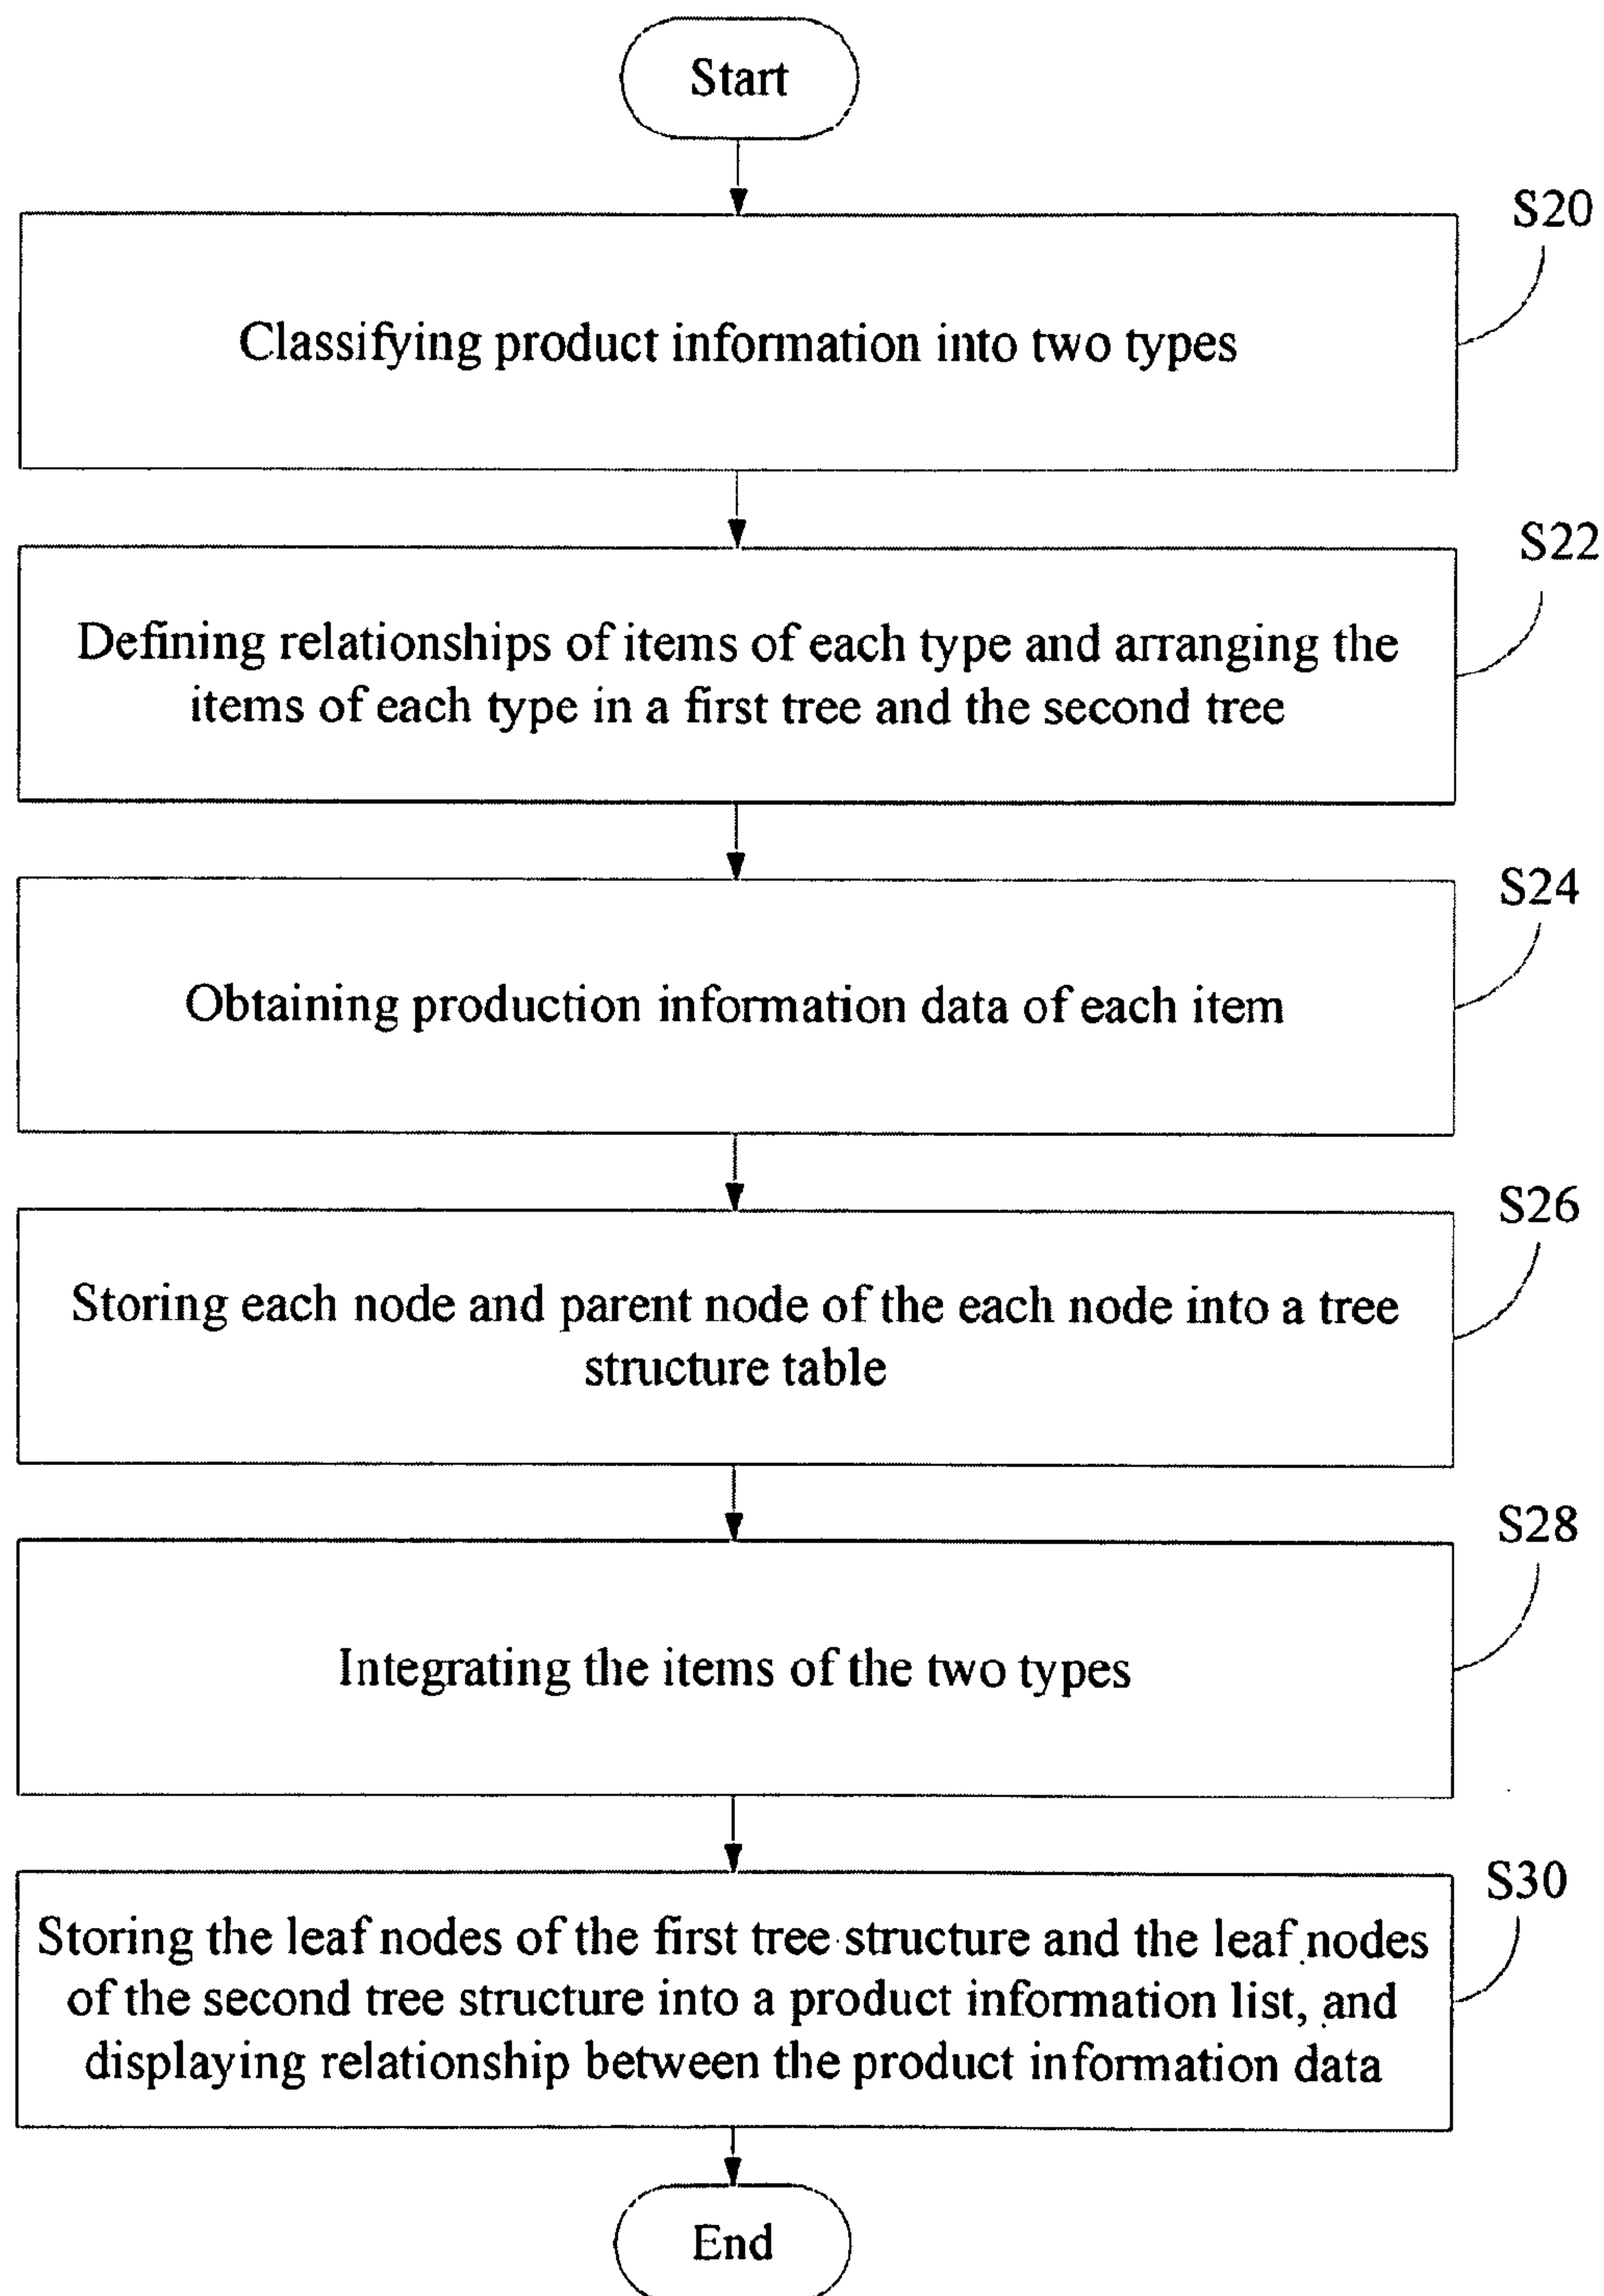 Start
S20
Classifying product information into two types
S22
Defining relationships of items of each type and arranging the
items of each type in a first tree and the second tree
S24
Obtaining production information data of each item
S26
Storing each node and parent node of the each node into a tree
structure table
S28
Integrating the items of the two types
S30
Storing the leaf nodes of the first tree structure and the leaf nodes
of the second tree structure into a product information list, and
displaying relationship between the product information data
End